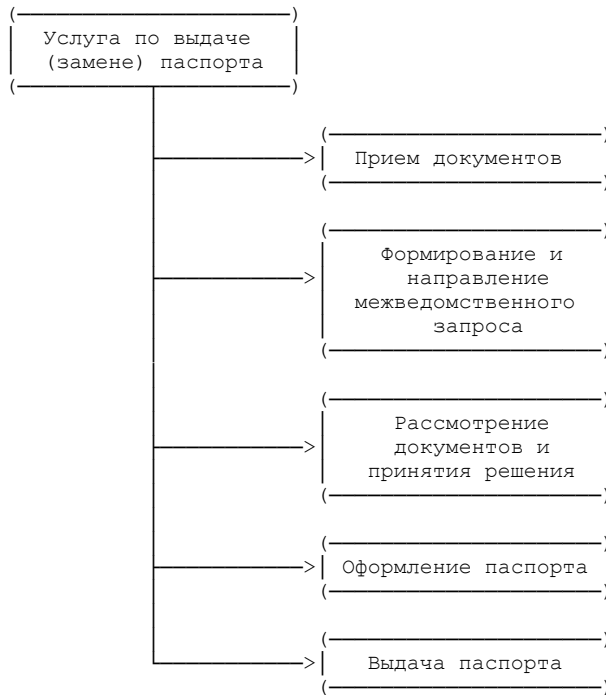 Услуга по выдаче
(замене) паспорта
Прием документов
Формирование и
направление
межведомственного
запроса
Рассмотрение
документов и
принятия решения
Оформление паспорта
Выдача паспорта